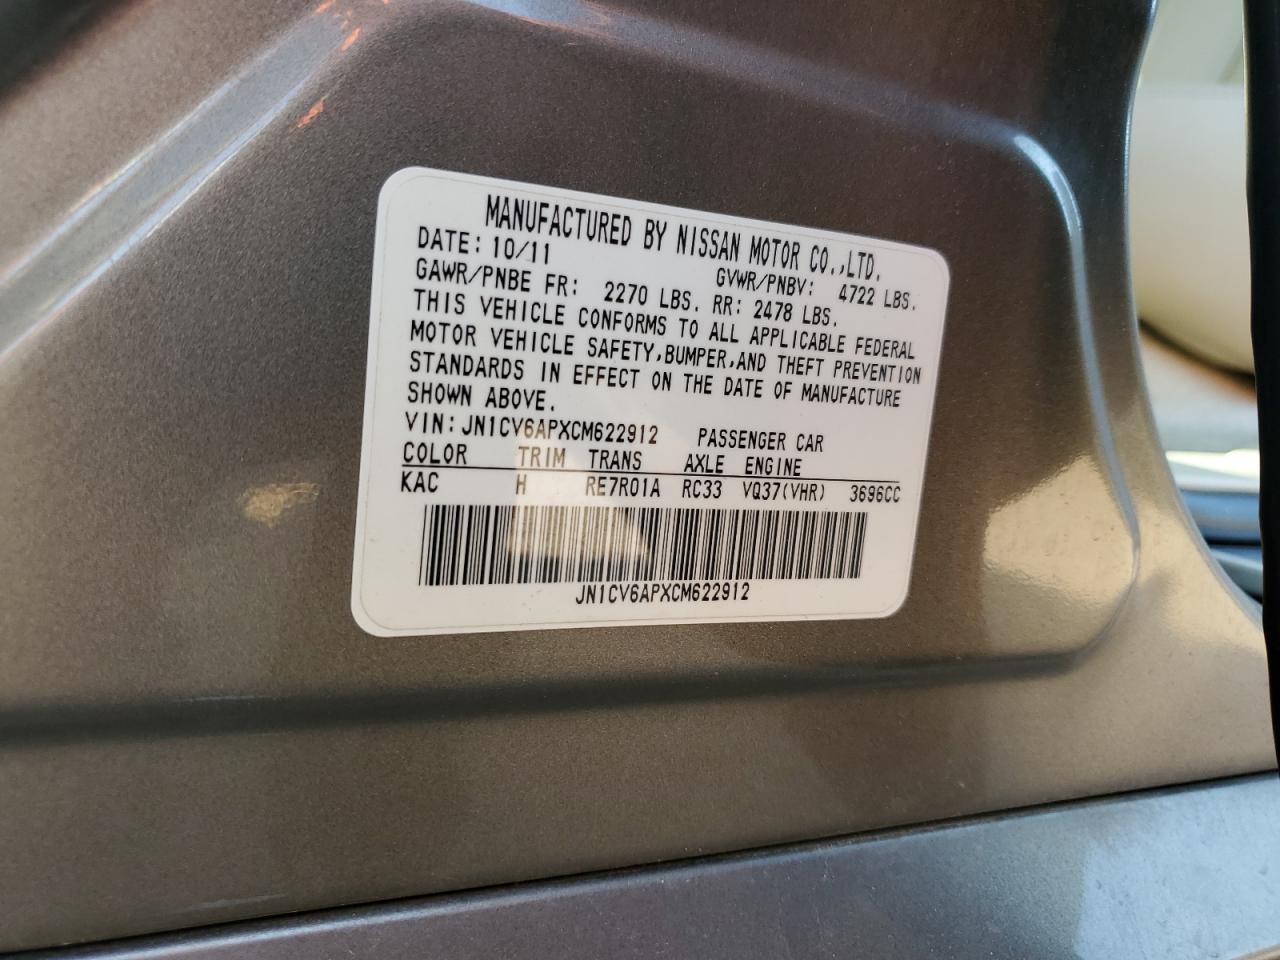 MANUFACTURED BY NISSAN MOTOR CO.,LTD.
DATE: 10/11 GVWR/PNBV: 4722 LBS.
GAWR/PNBE FR: 2270 LBS. RR: 2478 LBS.
THIS VEHICLE CONFORMS TO ALL APPLICABLE FEDERAL
MOTOR VEHICLE SAFETY,BUMPER,AND THEFT PREVENTION
STANDARDS IN EFFECT ON THE DATE OF MANUFACTURE
SHOWN ABOVE.
VIN: JN1CV6APXCM622912 PASSENGER CAR
COLOR TRIM TRANS AXLE ENGINE
KAC H RE7R01A RC33 VQ37(VHR) 3696CC
JN1CV6APXCM622912